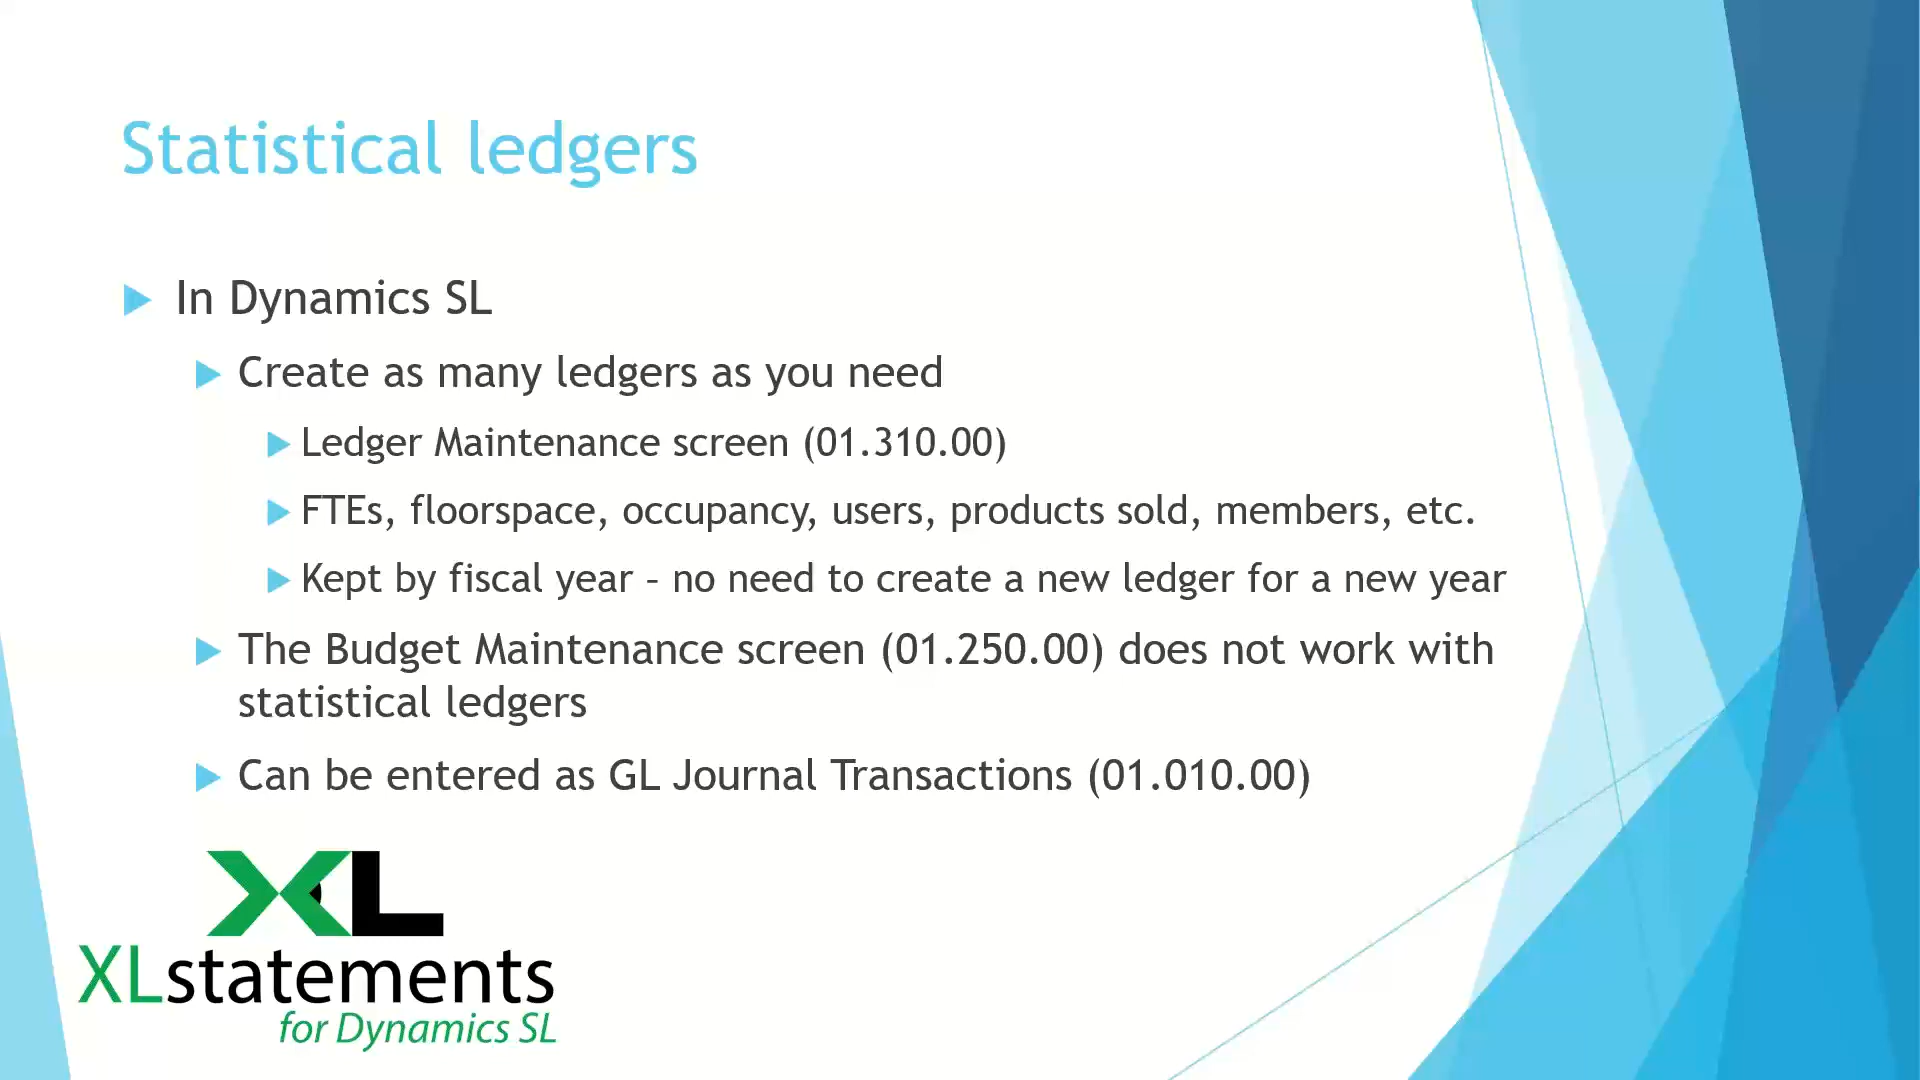 Statistical ledgers
In Dynamics SL
Create as many ledgers as you need
Ledger Maintenance screen (01.310.00)
FTEs, floorspace, occupancy, users, products sold, members, etc.
Kept by fiscal year – no need to create a new ledger for a new year
The Budget Maintenance screen (01.250.00) does not work with
statistical ledgers
Can be entered as GL Journal Transactions (01.010.00)
XL
XLstatements
for Dynamics SL